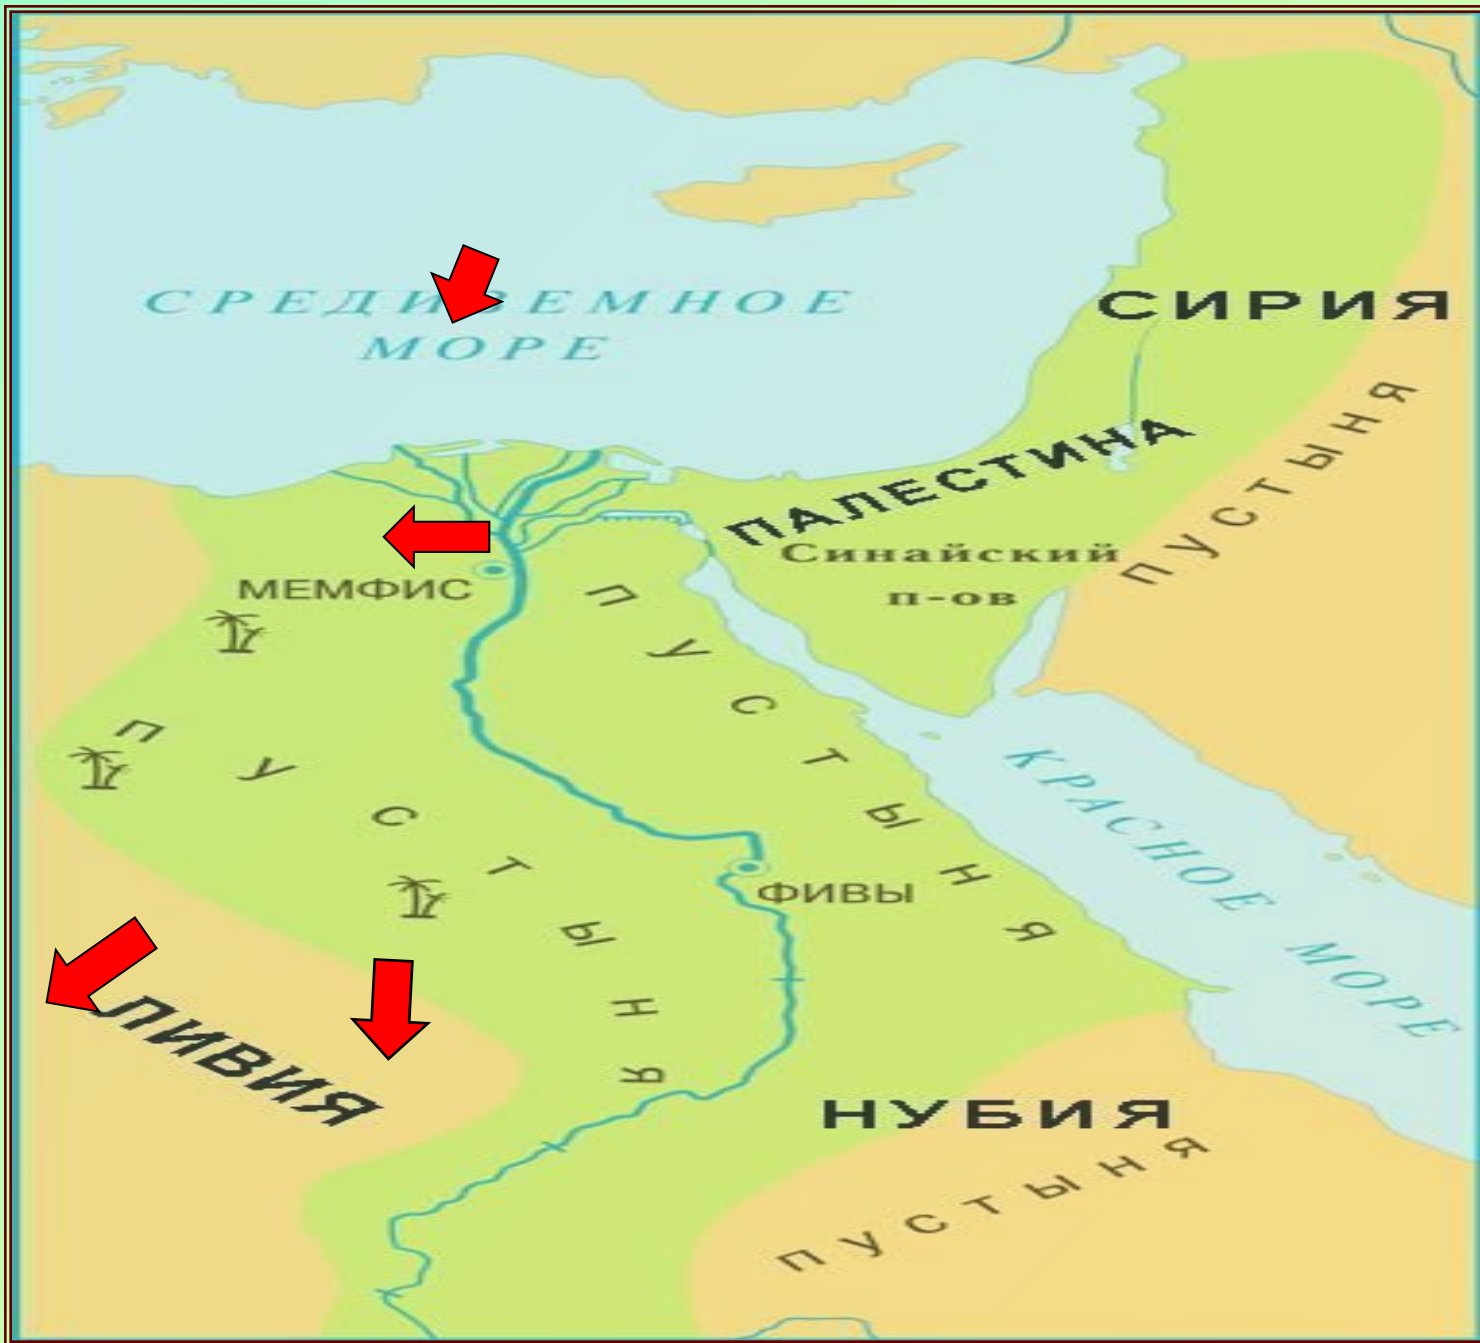 СРЕДИЗЕМНОЕ
МОРЕ
СИРИЯ
ПАЛЕСТИНА
ПУСТЫНЯ
Синайский
п-ов
МЕМФИС
ПУСТЫНЯ
ПУСТЫНЯ
КРАСНОЕ МОРЕ
ФИВЫ
ЛИВИЯ
НУБИЯ
ПУСТЫНЯ